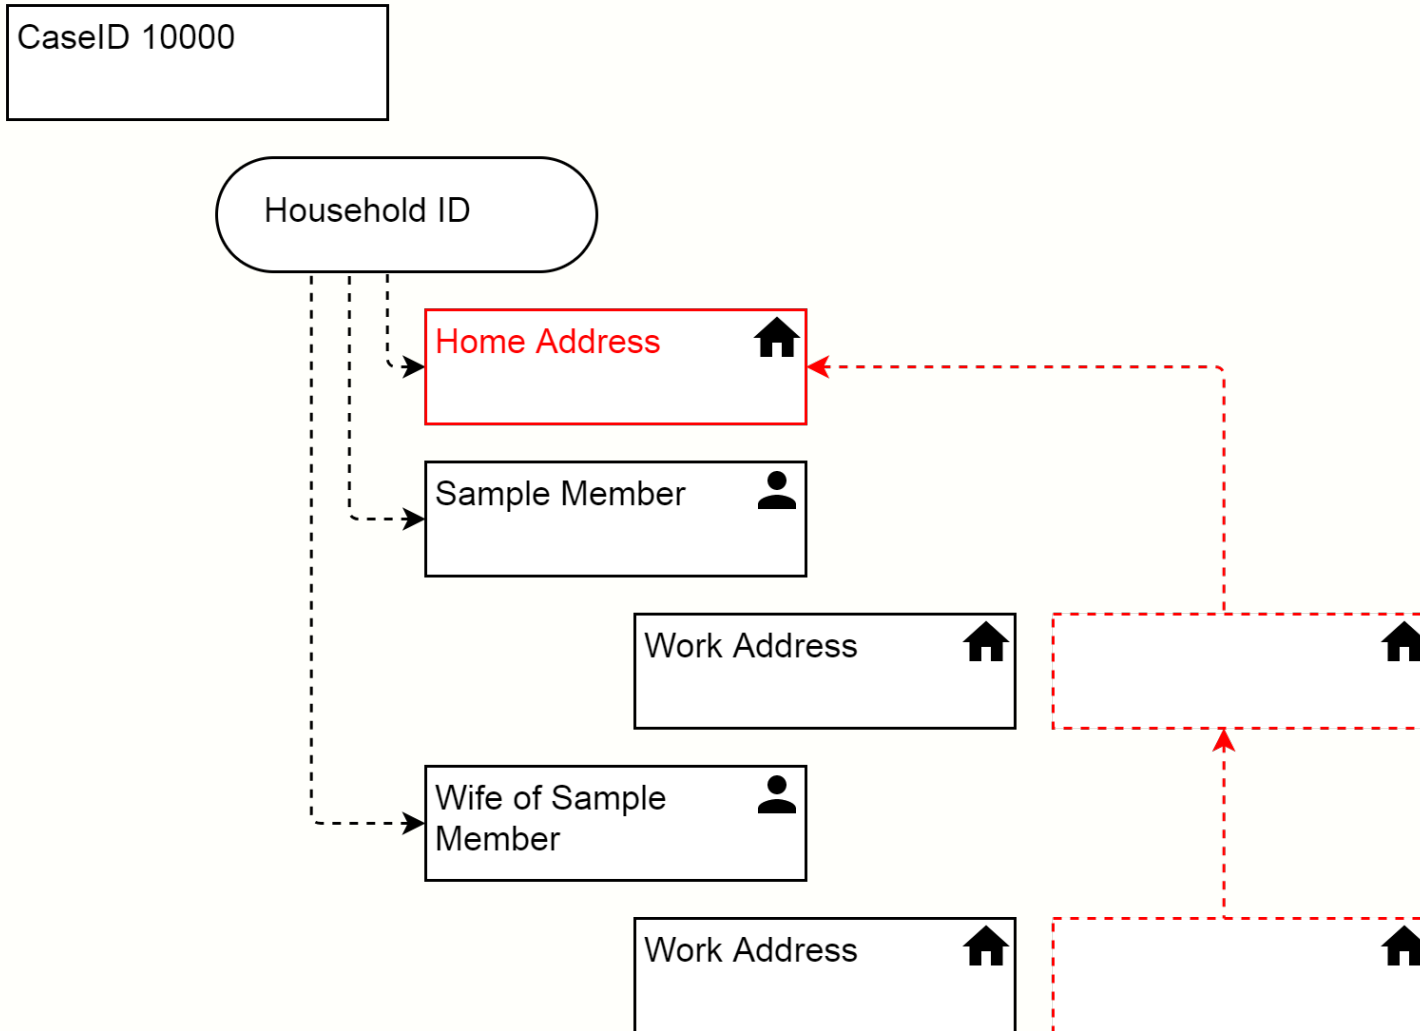 CaseID 10000
Household ID
Home Address
Sample Member
Work Address
Wife of Sample
Member
Work Address